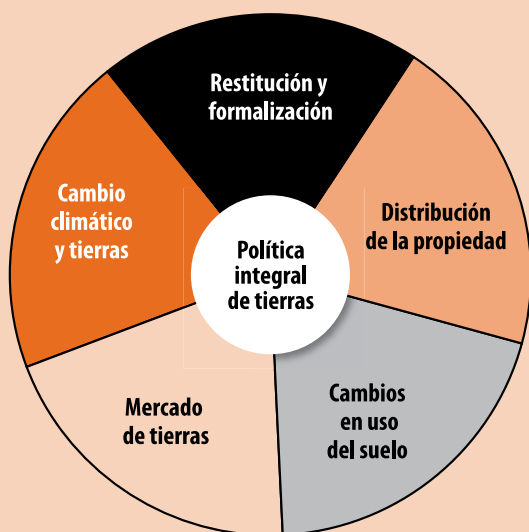 Restitución y
formalización
Distribución
de la propiedad
Cambios
en uso
del suelo
Mercado
de tierras
Cambio
climático
y tierras
Política
integral
de tierras